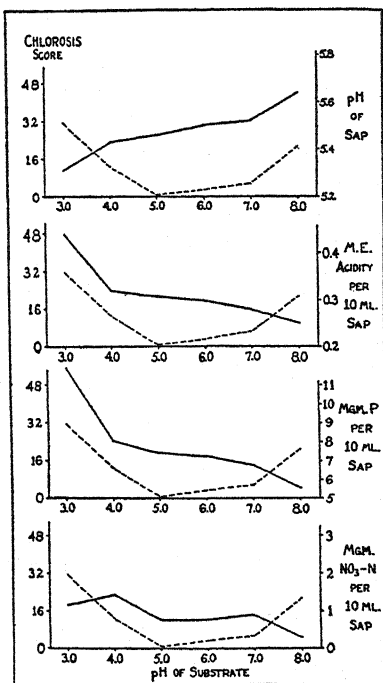 CHLOROSIS
SCORE
48
32
16
0
3.0 4.0 5.0 6.0 7.0 8.0
5.8
5.6
5.4
5.2
pH
OF
SAP
48
32
16
0
3.0 4.0 5.0 6.0 7.0 8.0
0.4
0.3
0.2
M.E.
ACIDITY
PER
10 ML.
SAP
48
32
16
0
3.0 4.0 5.0 6.0 7.0 8.0
11
10
9
8
7
6
5
MGM. P
PER
10 ML.
SAP
48
32
16
0
3.0 4.0 5.0 6.0 7.0 8.0
3
2
1
0
MGM.
NO3-N
PER
10 ML.
SAP
pH OF SUBSTRATE